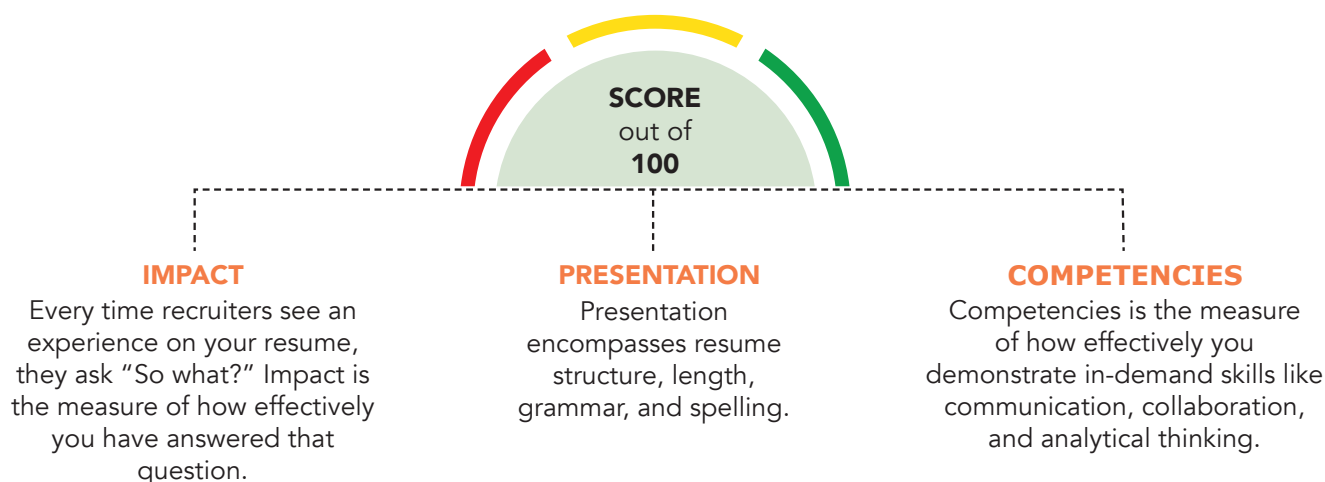 SCORE
out of
100
IMPACT
Every time recruiters see an
experience on your resume,
they ask “So what?” Impact is
the measure of how effectively
you have answered that
question.
PRESENTATION
Presentation
encompasses resume
structure, length,
grammar, and spelling.
COMPETENCIES
Competencies is the measure
of how effectively you
demonstrate in-demand skills like
communication, collaboration,
and analytical thinking.